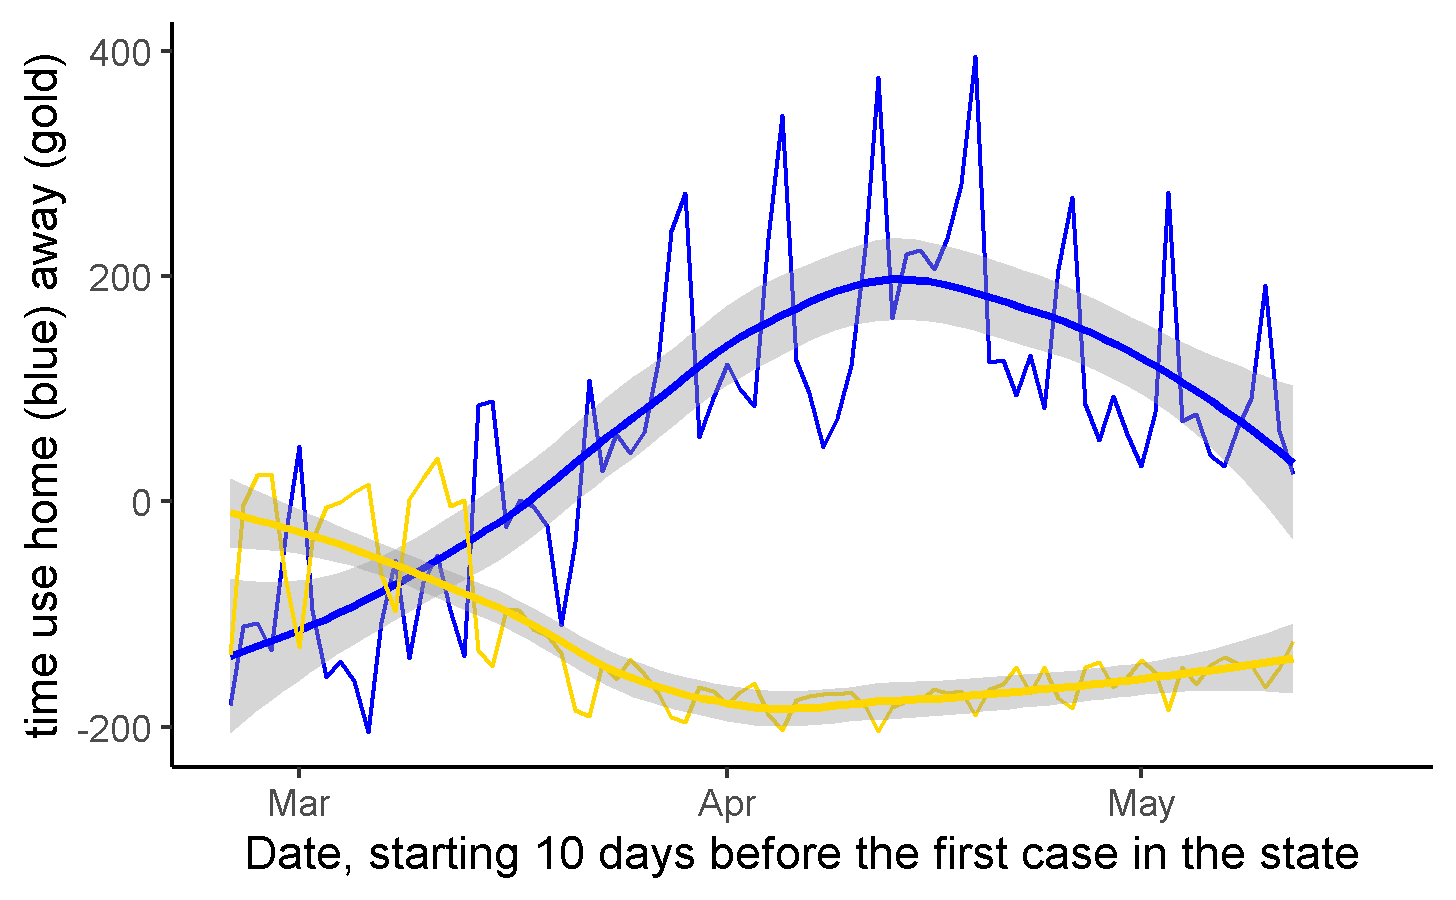 time use home (blue) away (gold)
400
200
0
-200
Mar Apr May
Date, starting 10 days before the first case in the state